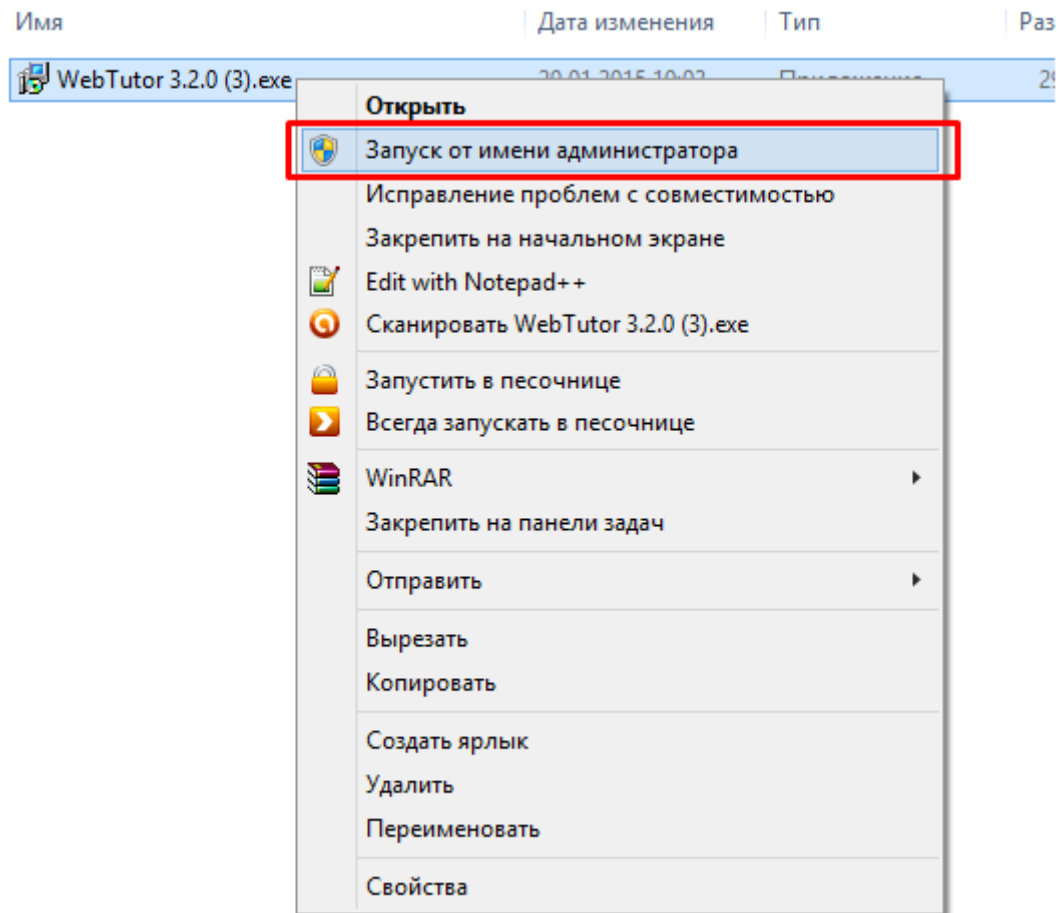 Имя Дата изменения Тип Раз
WebTutor 3.2.0 (3).exe 29
Открыть
Запуск от имени администратора
Исправление проблем с совместимостью
Закрепить на начальном экране
Edit with Notepad++
Сканировать WebTutor 3.2.0 (3).exe
Запустить в песочнице
Всегда запускать в песочнице
WinRAR
Закрепить на панели задач
Отправить
Вырезать
Копировать
Создать ярлык
Удалить
Переименовать
Свойства